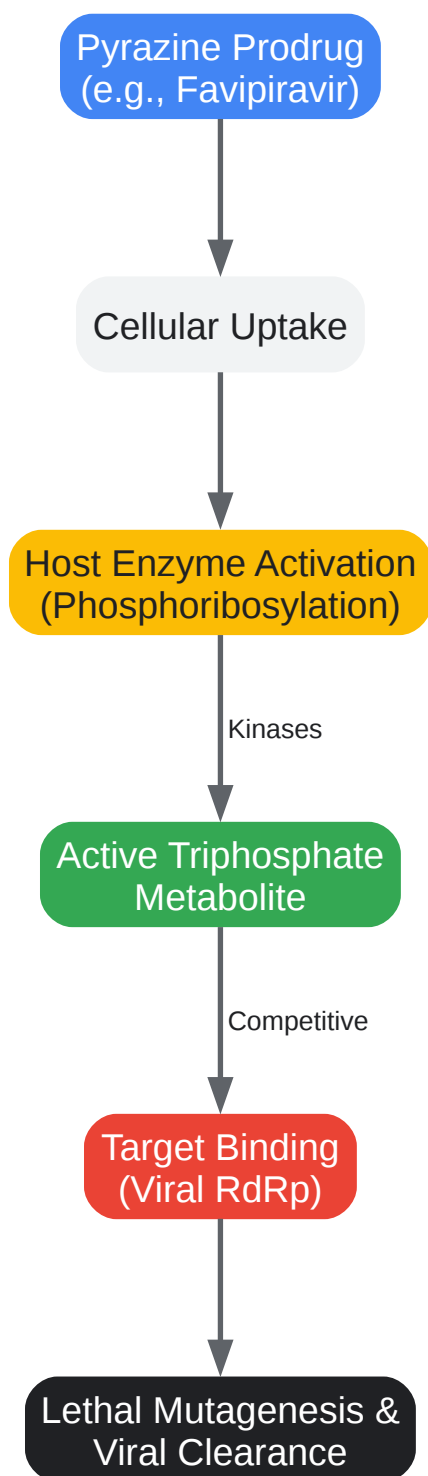 Pyrazine Prodrug
(e.g., Favipiravir)
Cellular Uptake
Host Enzyme Activation
(Phosphoribosylation)
Kinases
Active Triphosphate
Metabolite
Competitive
Target Binding
(Viral RdRp)
Lethal Mutagenesis &
Viral Clearance